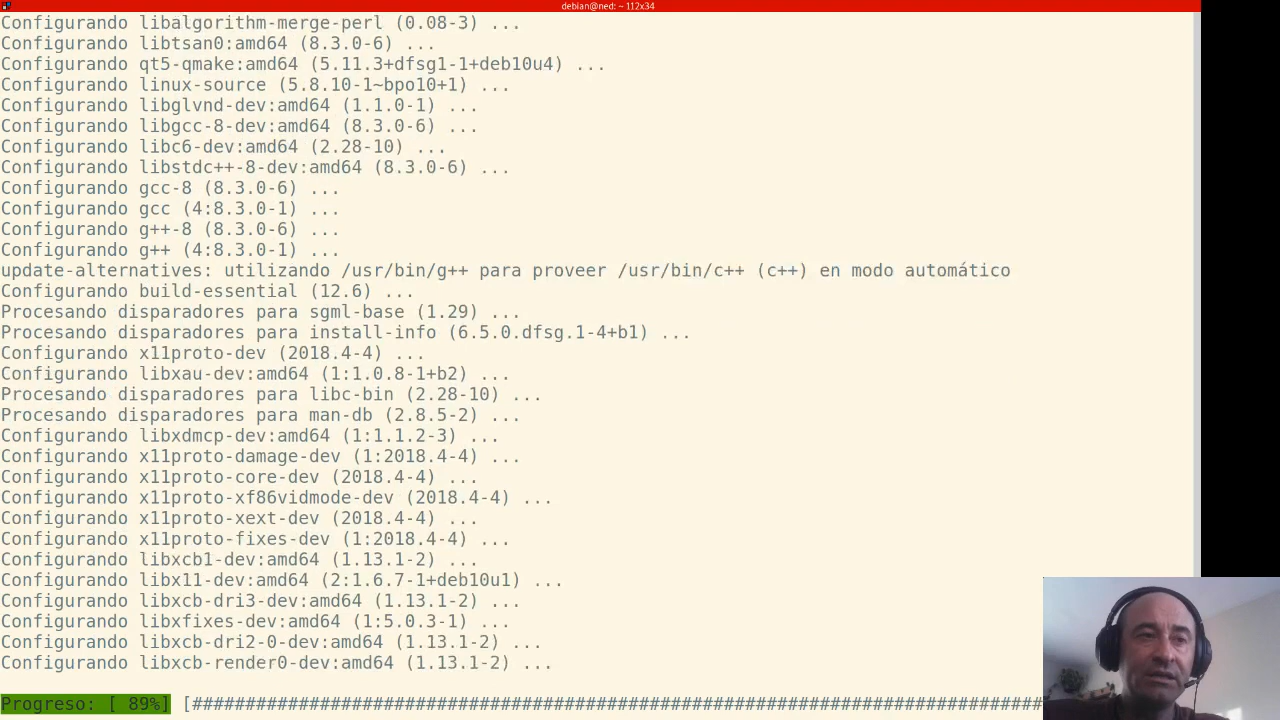 debian@ned: ~ 112x34
Configurando libalgorithm-merge-perl (0.08-3) ...
Configurando libtsan0:amd64 (8.3.0-6) ...
Configurando qt5-qmake:amd64 (5.11.3+dfsg1-1+deb10u4) ...
Configurando linux-source (5.8.10-1~bpo10+1) ...
Configurando libglvnd-dev:amd64 (1.1.0-1) ...
Configurando libgcc-8-dev:amd64 (8.3.0-6) ...
Configurando libc6-dev:amd64 (2.28-10) ...
Configurando libstdc++-8-dev:amd64 (8.3.0-6) ...
Configurando gcc-8 (8.3.0-6) ...
Configurando gcc (4:8.3.0-1) ...
Configurando g++-8 (8.3.0-6) ...
Configurando g++ (4:8.3.0-1) ...
update-alternatives: utilizando /usr/bin/g++ para proveer /usr/bin/c++ (c++) en modo automático
Configurando build-essential (12.6) ...
Procesando disparadores para sgml-base (1.29) ...
Procesando disparadores para install-info (6.5.0.dfsg.1-4+b1) ...
Configurando x11proto-dev (2018.4-4) ...
Configurando libxau-dev:amd64 (1:1.0.8-1+b2) ...
Procesando disparadores para libc-bin (2.28-10) ...
Procesando disparadores para man-db (2.8.5-2) ...
Configurando libxdmcp-dev:amd64 (1:1.1.2-3) ...
Configurando x11proto-damage-dev (1:2018.4-4) ...
Configurando x11proto-core-dev (2018.4-4) ...
Configurando x11proto-xf86vidmode-dev (2018.4-4) ...
Configurando x11proto-xext-dev (2018.4-4) ...
Configurando x11proto-fixes-dev (1:2018.4-4) ...
Configurando libxcb1-dev:amd64 (1.13.1-2) ...
Configurando libx11-dev:amd64 (2:1.6.7-1+deb10u1) ...
Configurando libxcb-dri3-dev:amd64 (1.13.1-2) ...
Configurando libxfixes-dev:amd64 (1:5.0.3-1) ...
Configurando libxcb-dri2-0-dev:amd64 (1.13.1-2) ...
Configurando libxcb-render0-dev:amd64 (1.13.1-2) ...
Progreso: [ 89%] [################################################################################